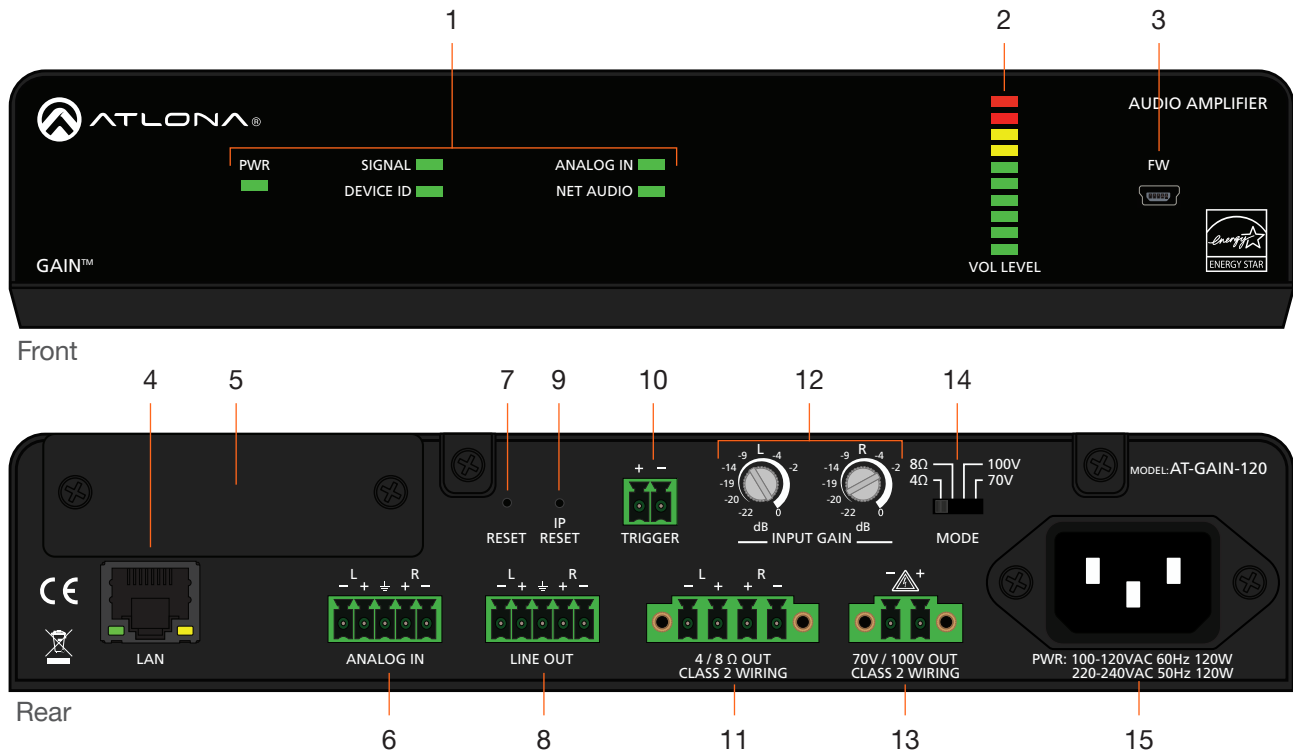 1 2 3
ATLONA®
AUDIO AMPLIFIER
PWR SIGNAL ANALOG IN FW
DEVICE ID NET AUDIO
GAIN™
VOL LEVEL
energy
ENERGY STAR
Front
4 5 7 9 10 12 14
L R
-9 -4 -9 -4
-14 -2 -14 -2
-19 -19
-20 -20
-22 0 -22 0
dB dB
INPUT GAIN
+ −
TRIGGER
RESET
IP
RESET
8Ω 100V
4Ω 70V
MODE
MODEL:AT-GAIN-120
CE
LAN
L R
− + + −
ANALOG IN
L R
− + + −
LINE OUT
L R
− + + −
4 / 8 Ω OUT
CLASS 2 WIRING
− +
70V / 100V OUT
CLASS 2 WIRING
PWR: 100-120VAC 60Hz 120W
220-240VAC 50Hz 120W
Rear
6 8 11 13 15